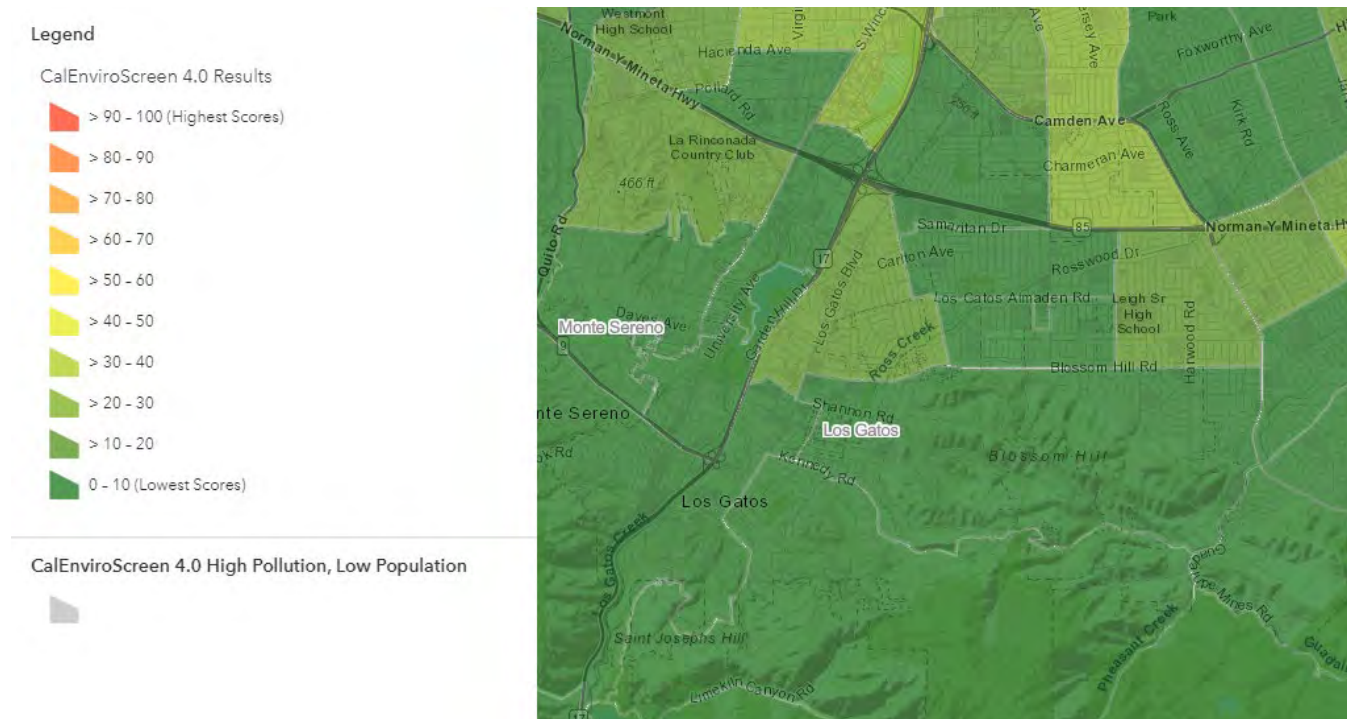 Legend
CalEnviroScreen 4.0 Results
> 90 - 100 (Highest Scores)
> 80 - 90
> 70 - 80
> 60 - 70
> 50 - 60
> 40 - 50
> 30 - 40
> 20 - 30
> 10 - 20
0 - 10 (Lowest Scores)
CalEnviroScreen 4.0 High Pollution, Low Population
Westmont
High School
Park
Foxworthy Ave
Hacienda Ave
Norman Y Mineta Hwy
Pollard Rd
Kirk Rd
Ross Ave
Camden Ave
La Rinconada
Country Club
Charmeran Ave
466 ft
Quito Rd
Samaritan Dr
85
Carlton Ave
Rosswood Dr
17
Los Gatos Blvd
University Ave
Garden Hill Dr
Los Gatos Almaden Rd
Leigh Sr
High
School
Harwood Rd
Daves Ave
Monte Sereno
9
Ross Creek
Blossom Hill Rd
nte Sereno
Shannon Rd
Los Gatos
Blossom Hill
Kennedy Rd
Los Gatos
Los Gatos Creek
Saint Josephs Hill
Pheasant Creek
Limekiln Canyon Rd
17